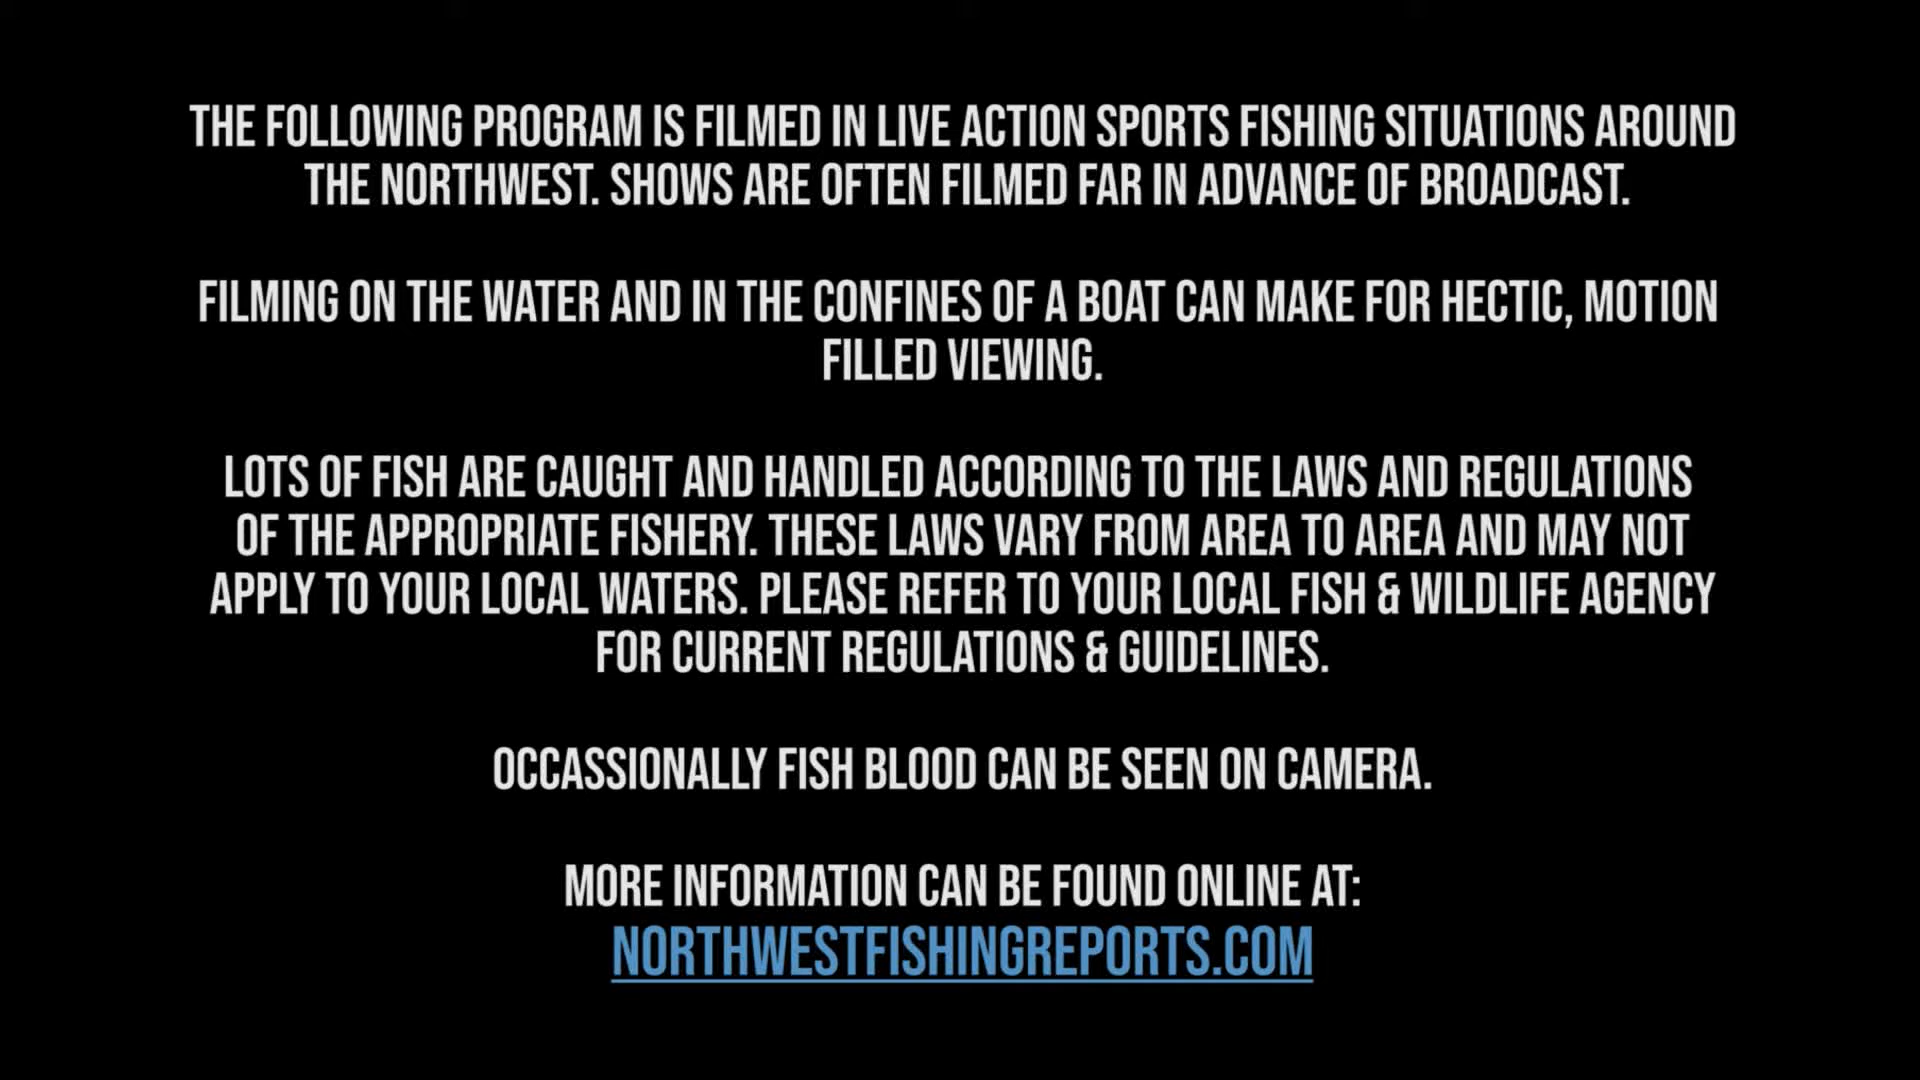 THE FOLLOWING PROGRAM IS FILMED IN LIVE ACTION SPORTS FISHING SITUATIONS AROUND
THE NORTHWEST. SHOWS ARE OFTEN FILMED FAR IN ADVANCE OF BROADCAST.
FILMING ON THE WATER AND IN THE CONFINES OF A BOAT CAN MAKE FOR HECTIC, MOTION
FILLED VIEWING.
LOTS OF FISH ARE CAUGHT AND HANDLED ACCORDING TO THE LAWS AND REGULATIONS
OF THE APPROPRIATE FISHERY. THESE LAWS VARY FROM AREA TO AREA AND MAY NOT
APPLY TO YOUR LOCAL WATERS. PLEASE REFER TO YOUR LOCAL FISH & WILDLIFE AGENCY
FOR CURRENT REGULATIONS & GUIDELINES.
OCCASSIONALLY FISH BLOOD CAN BE SEEN ON CAMERA.
MORE INFORMATION CAN BE FOUND ONLINE AT:
NORTHWESTFISHINGREPORTS.COM